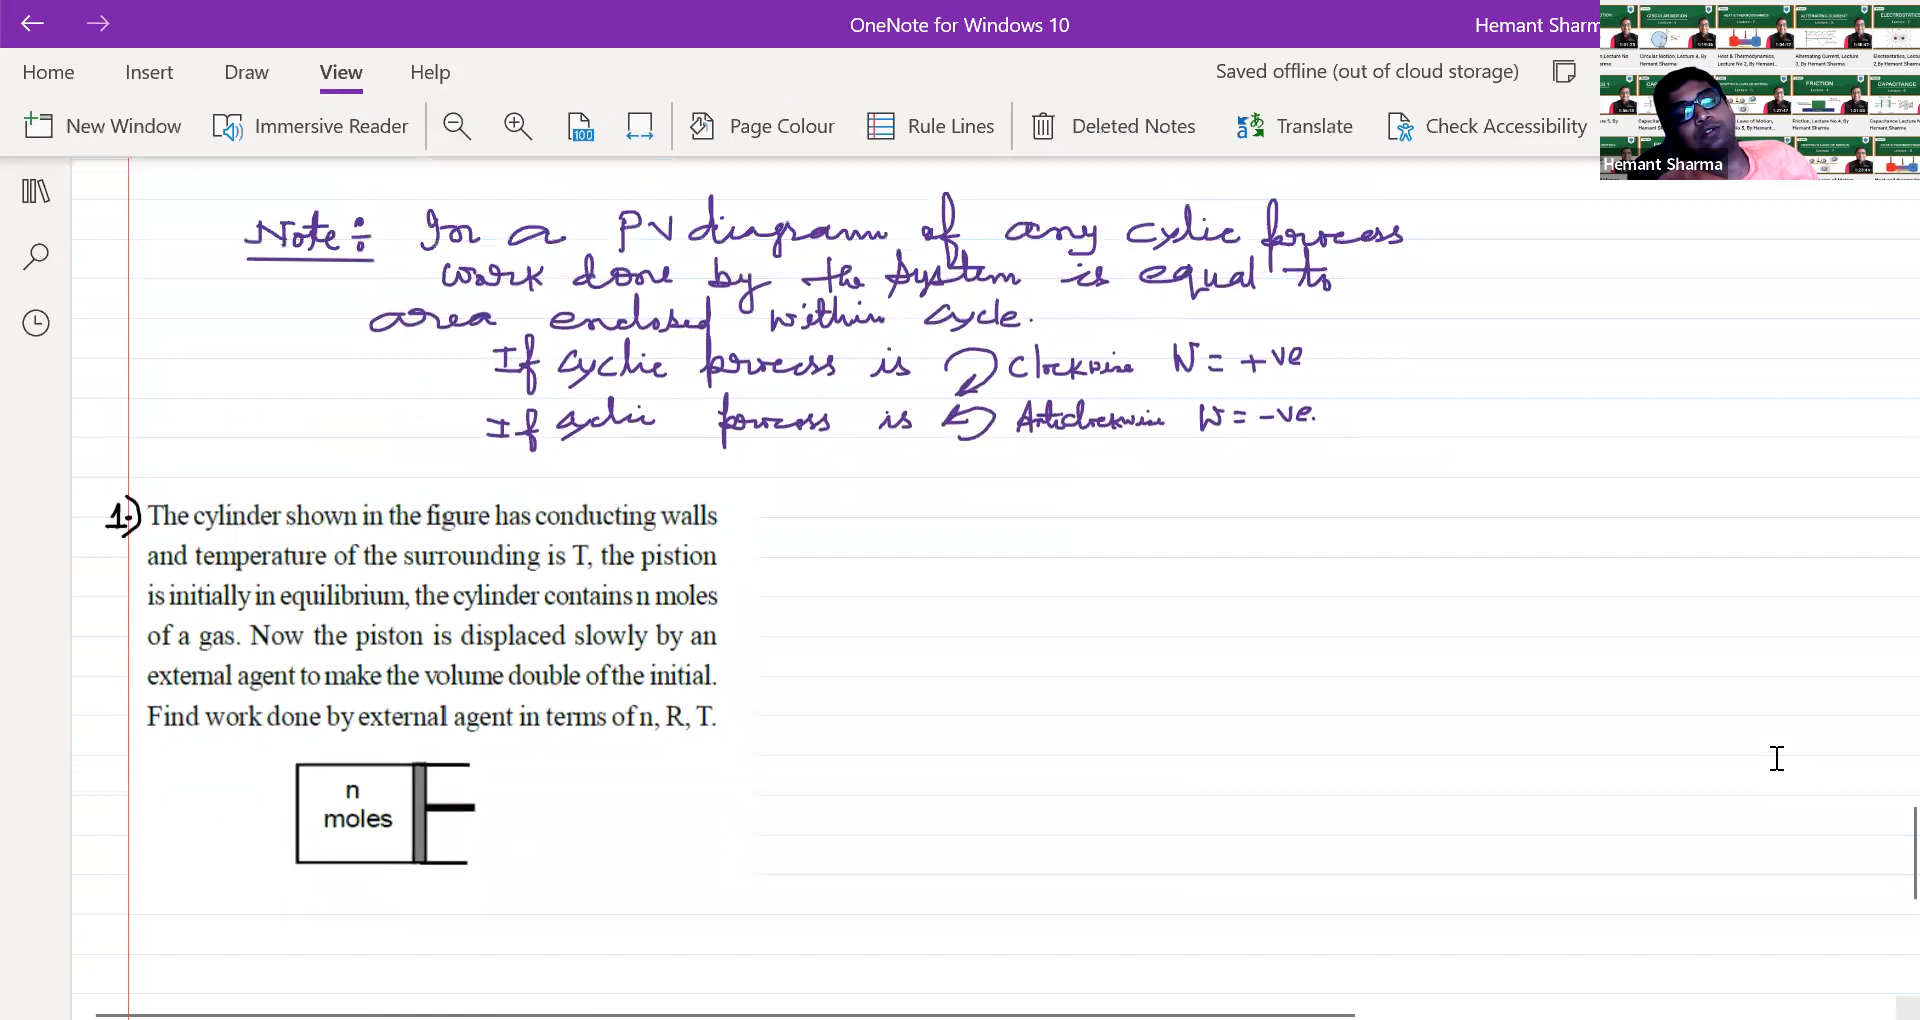 OneNote for Windows 10
Hemant Sharm
Home Insert Draw View Help
Saved offline (out of cloud storage)
New Window Immersive Reader 100 Page Colour Rule Lines Deleted Notes Translate Check Accessibility
Hemant Sharma
Note:- For a PV diagram of any cylic process
work done by the system is equal to
area enclosed within cycle.
If cyclic process is Clockwise W = +ve
If cyclic process is Anticlockwise W = -ve.
1.) The cylinder shown in the figure has conducting walls
and temperature of the surrounding is T, the pistion
is initially in equilibrium, the cylinder contains n moles
of a gas. Now the piston is displaced slowly by an
external agent to make the volume double of the initial.
Find work done by external agent in terms of n, R, T.
n
moles